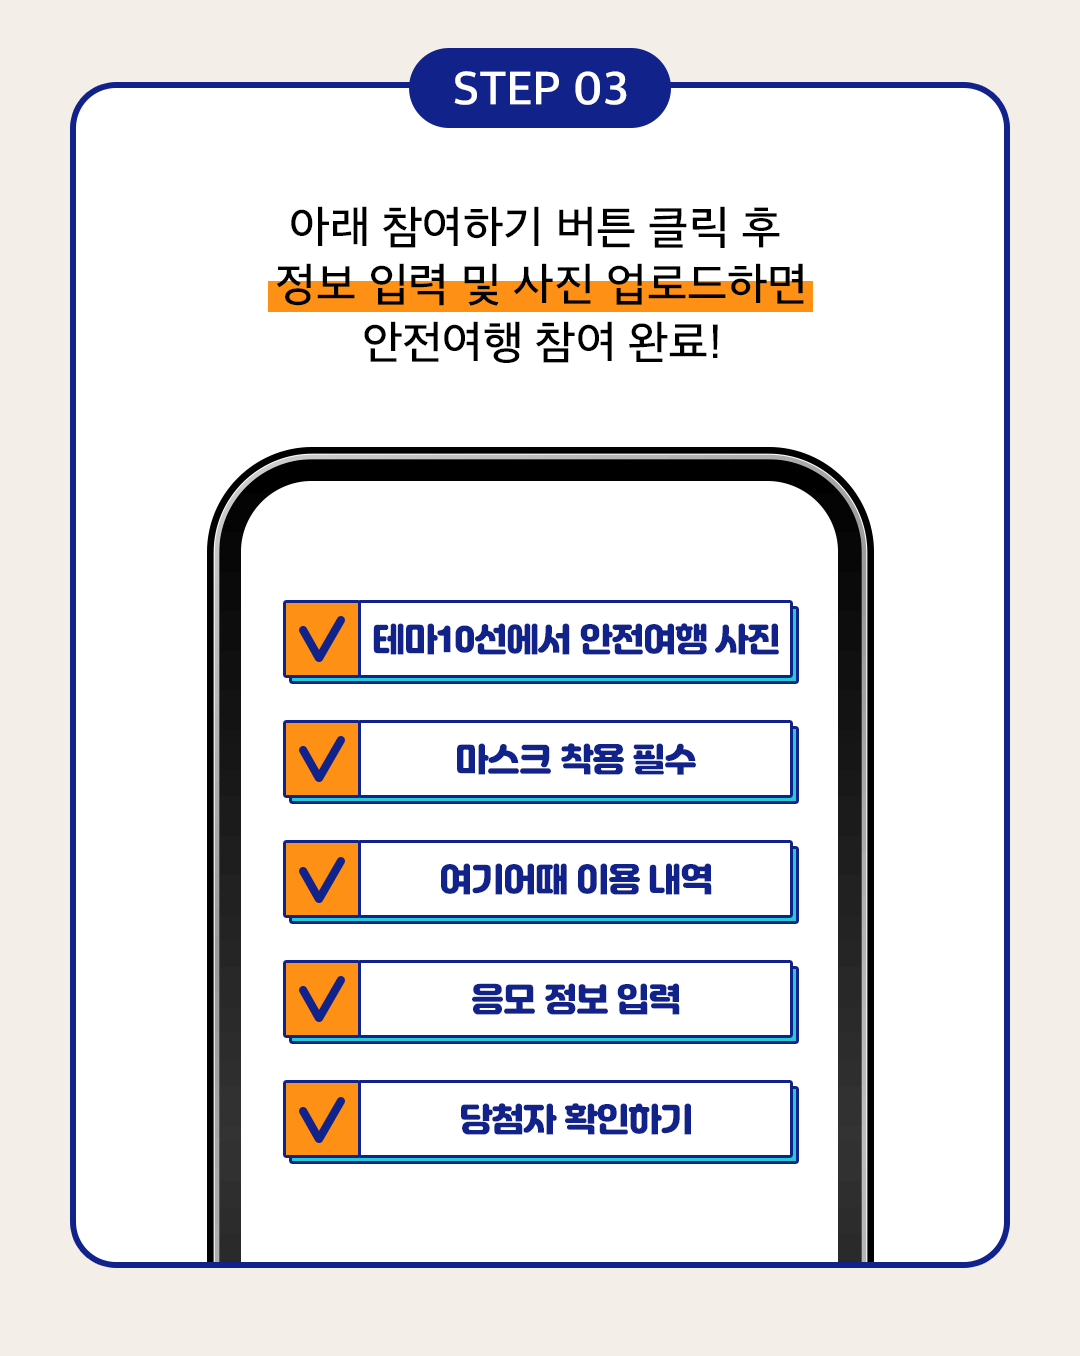 STEP 03
아래 참여하기 버튼 클릭 후
정보 입력 및 사진 업로드하면
안전여행 참여 완료!
테마10선에서 안전여행 사진
마스크 착용 필수
여기어때 이용 내역
응모 정보 입력
당첨자 확인하기